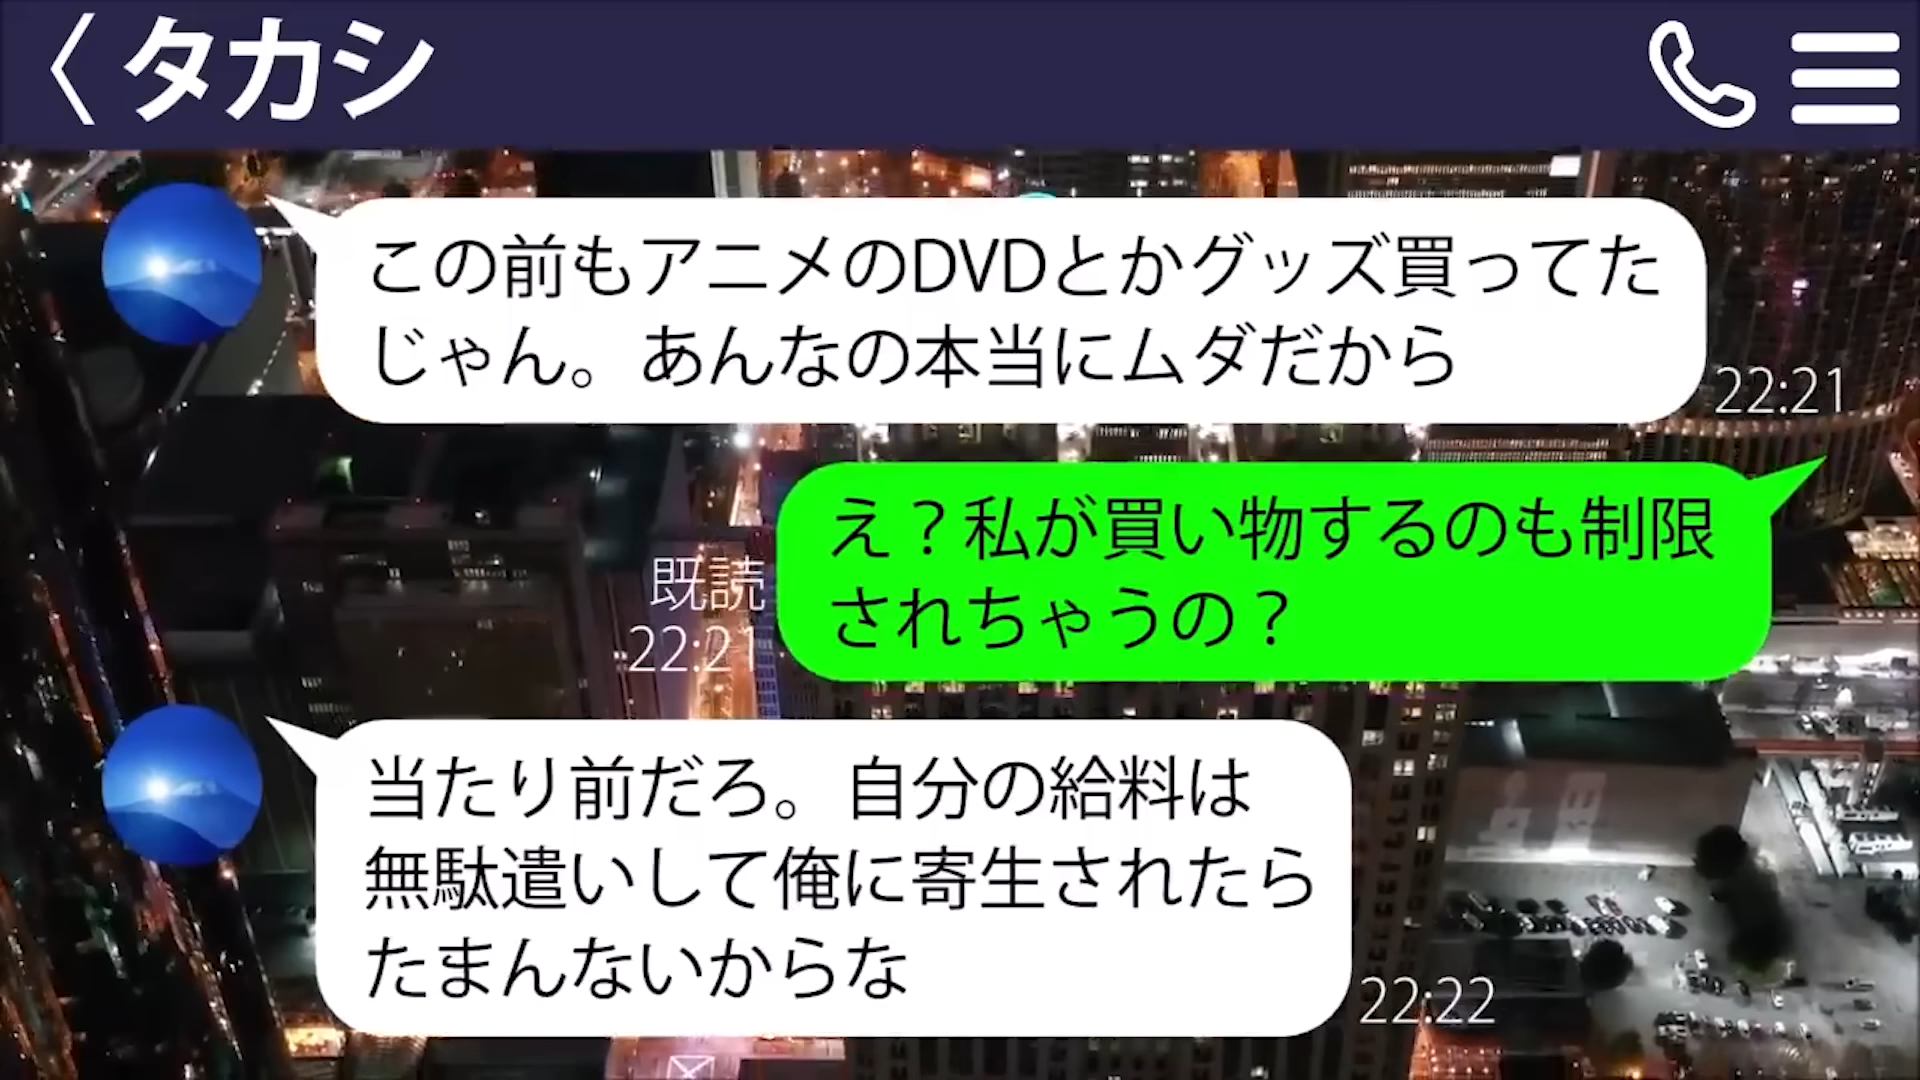 タカシ
この前もアニメのDVDとかグッズ買ってた
じゃん。あんなの本当にムダだから
22:21
え？私が買い物するのも制限
されちゃうの？
既読
22:21
当たり前だろ。自分の給料は
無駄遣いして俺に寄生されたら
たまんないからな
22:22